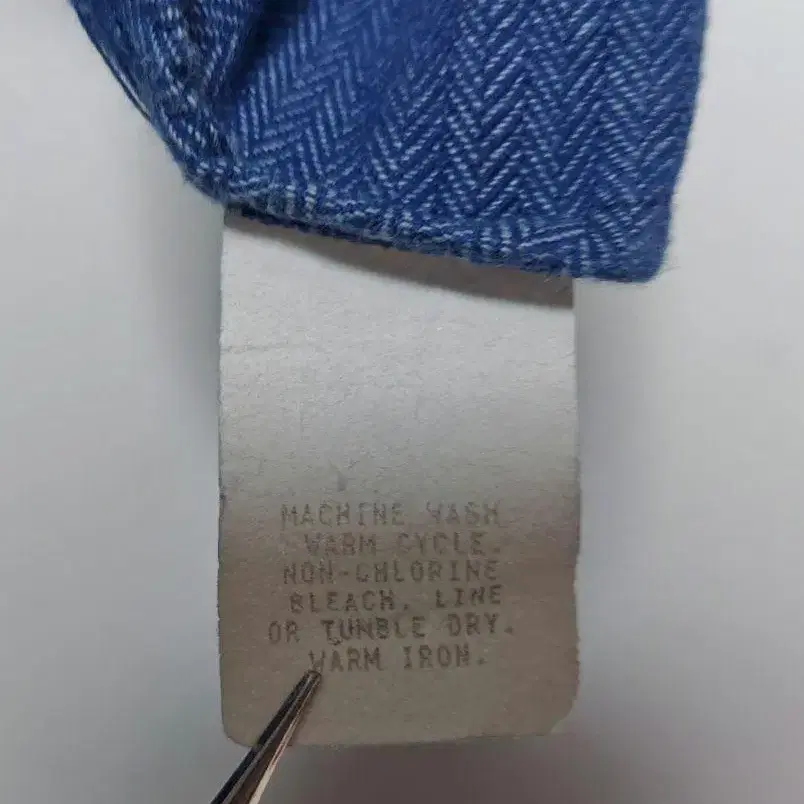 MACHINE WASH
WARM CYCLE.
NON-CHLORINE
BLEACH. LINE
OR TUMBLE DRY.
WARM IRON.